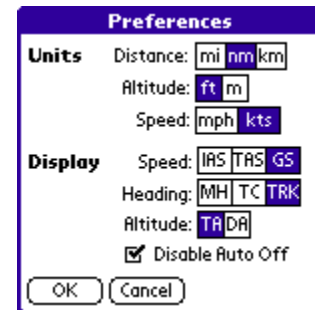 Preferences
Units Distance: mi nm km
Altitude: ft m
Speed: mph kts
Display Speed: IAS TAS GS
Heading: MH TC TRK
Altitude: TA DA
Disable Auto Off
OK Cancel